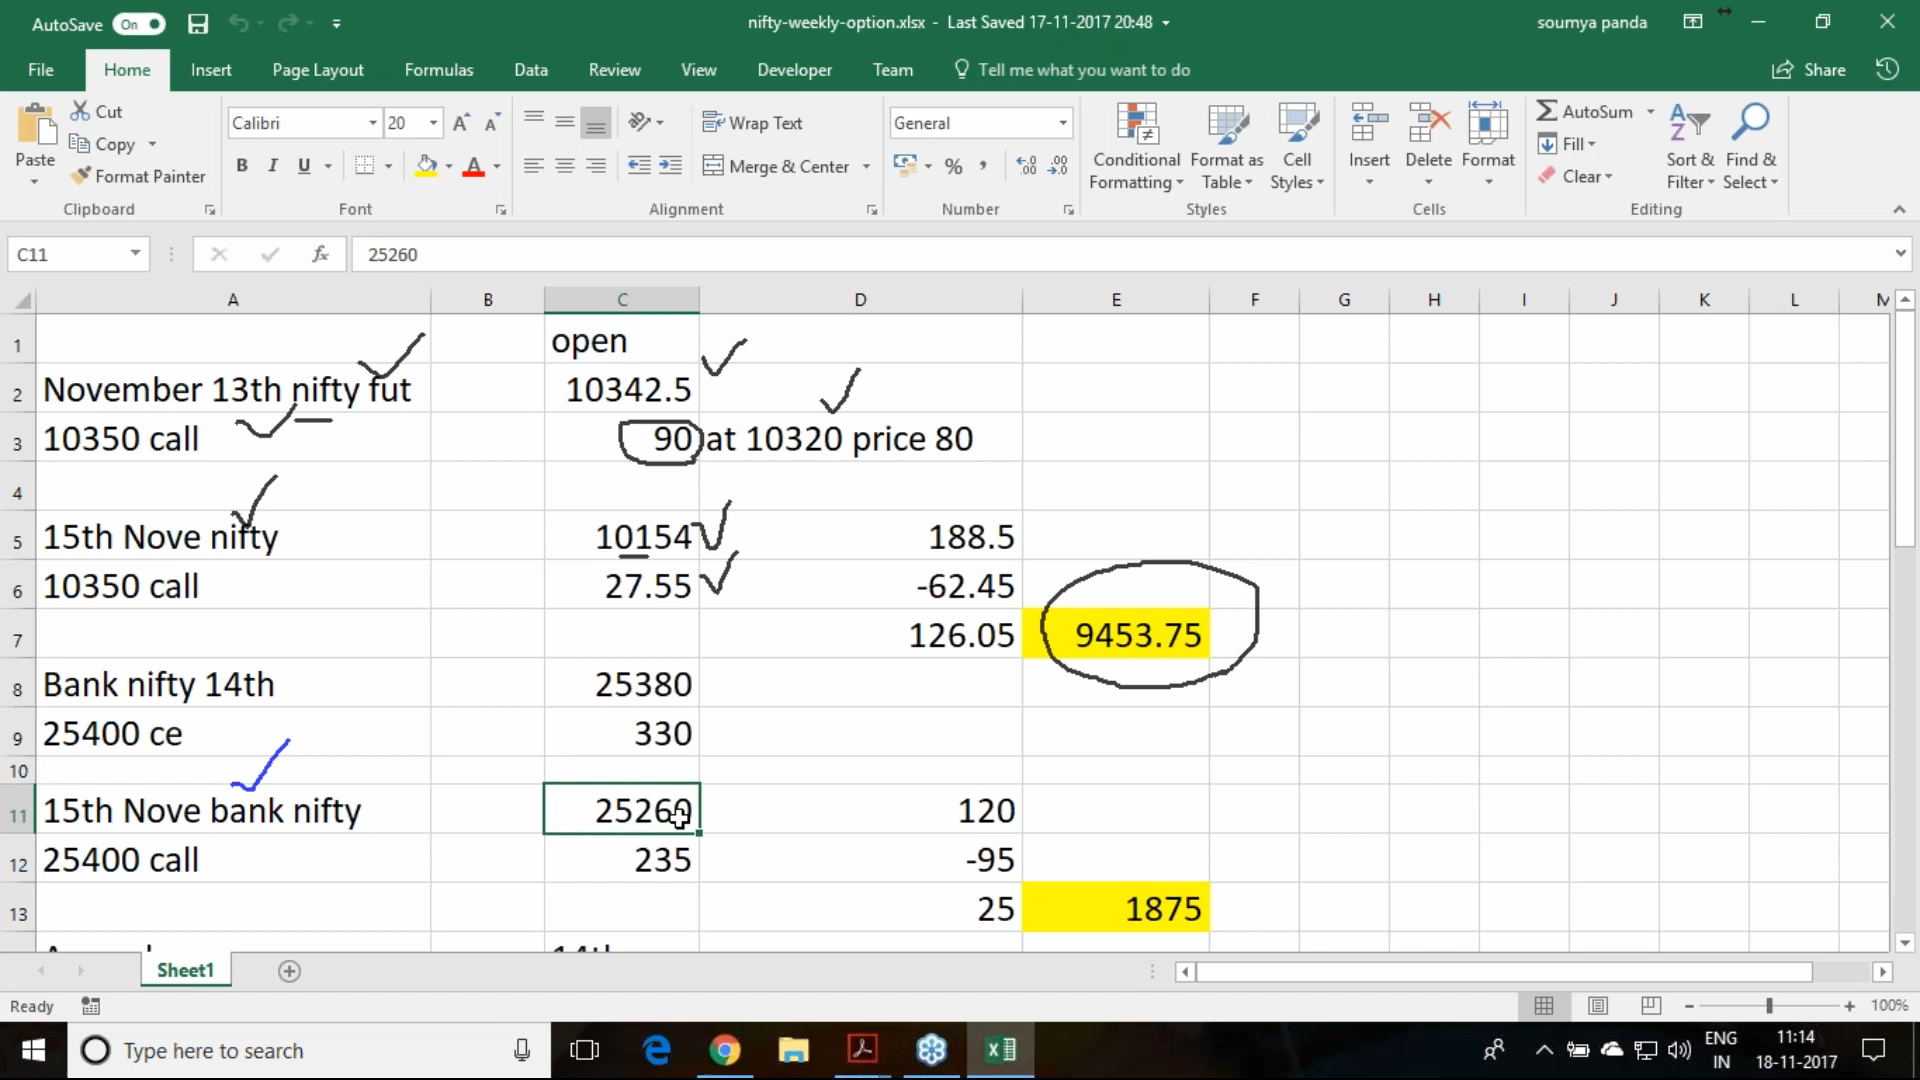 AutoSave On nifty-weekly-option.xlsx - Last Saved 17-11-2017 20:48 soumya panda
File Home Insert Page Layout Formulas Data Review View Developer Team Tell me what you want to do Share
Cut
Copy
Format Painter
Paste
Calibri 20
B I U
Wrap Text
Merge & Center
General
%
Conditional Formatting
Format as Table
Cell Styles
Insert Delete Format
AutoSum
Fill
Clear
Sort & Filter
Find & Select
Clipboard Font Alignment Number Styles Cells Editing
C11 fx 25260
A B C D E F G H I J K L
1 open
2 November 13th nifty fut 10342.5
3 10350 call 90 at 10320 price 80
4
5 15th Nove nifty 10154 188.5
6 10350 call 27.55 -62.45
7 126.05 9453.75
8 Bank nifty 14th 25380
9 25400 ce 330
10
11 15th Nove bank nifty 25260 120
12 25400 call 235 -95
13 25 1875
Sheet1
Ready 100%
Type here to search ENG 11:14
IN 18-11-2017